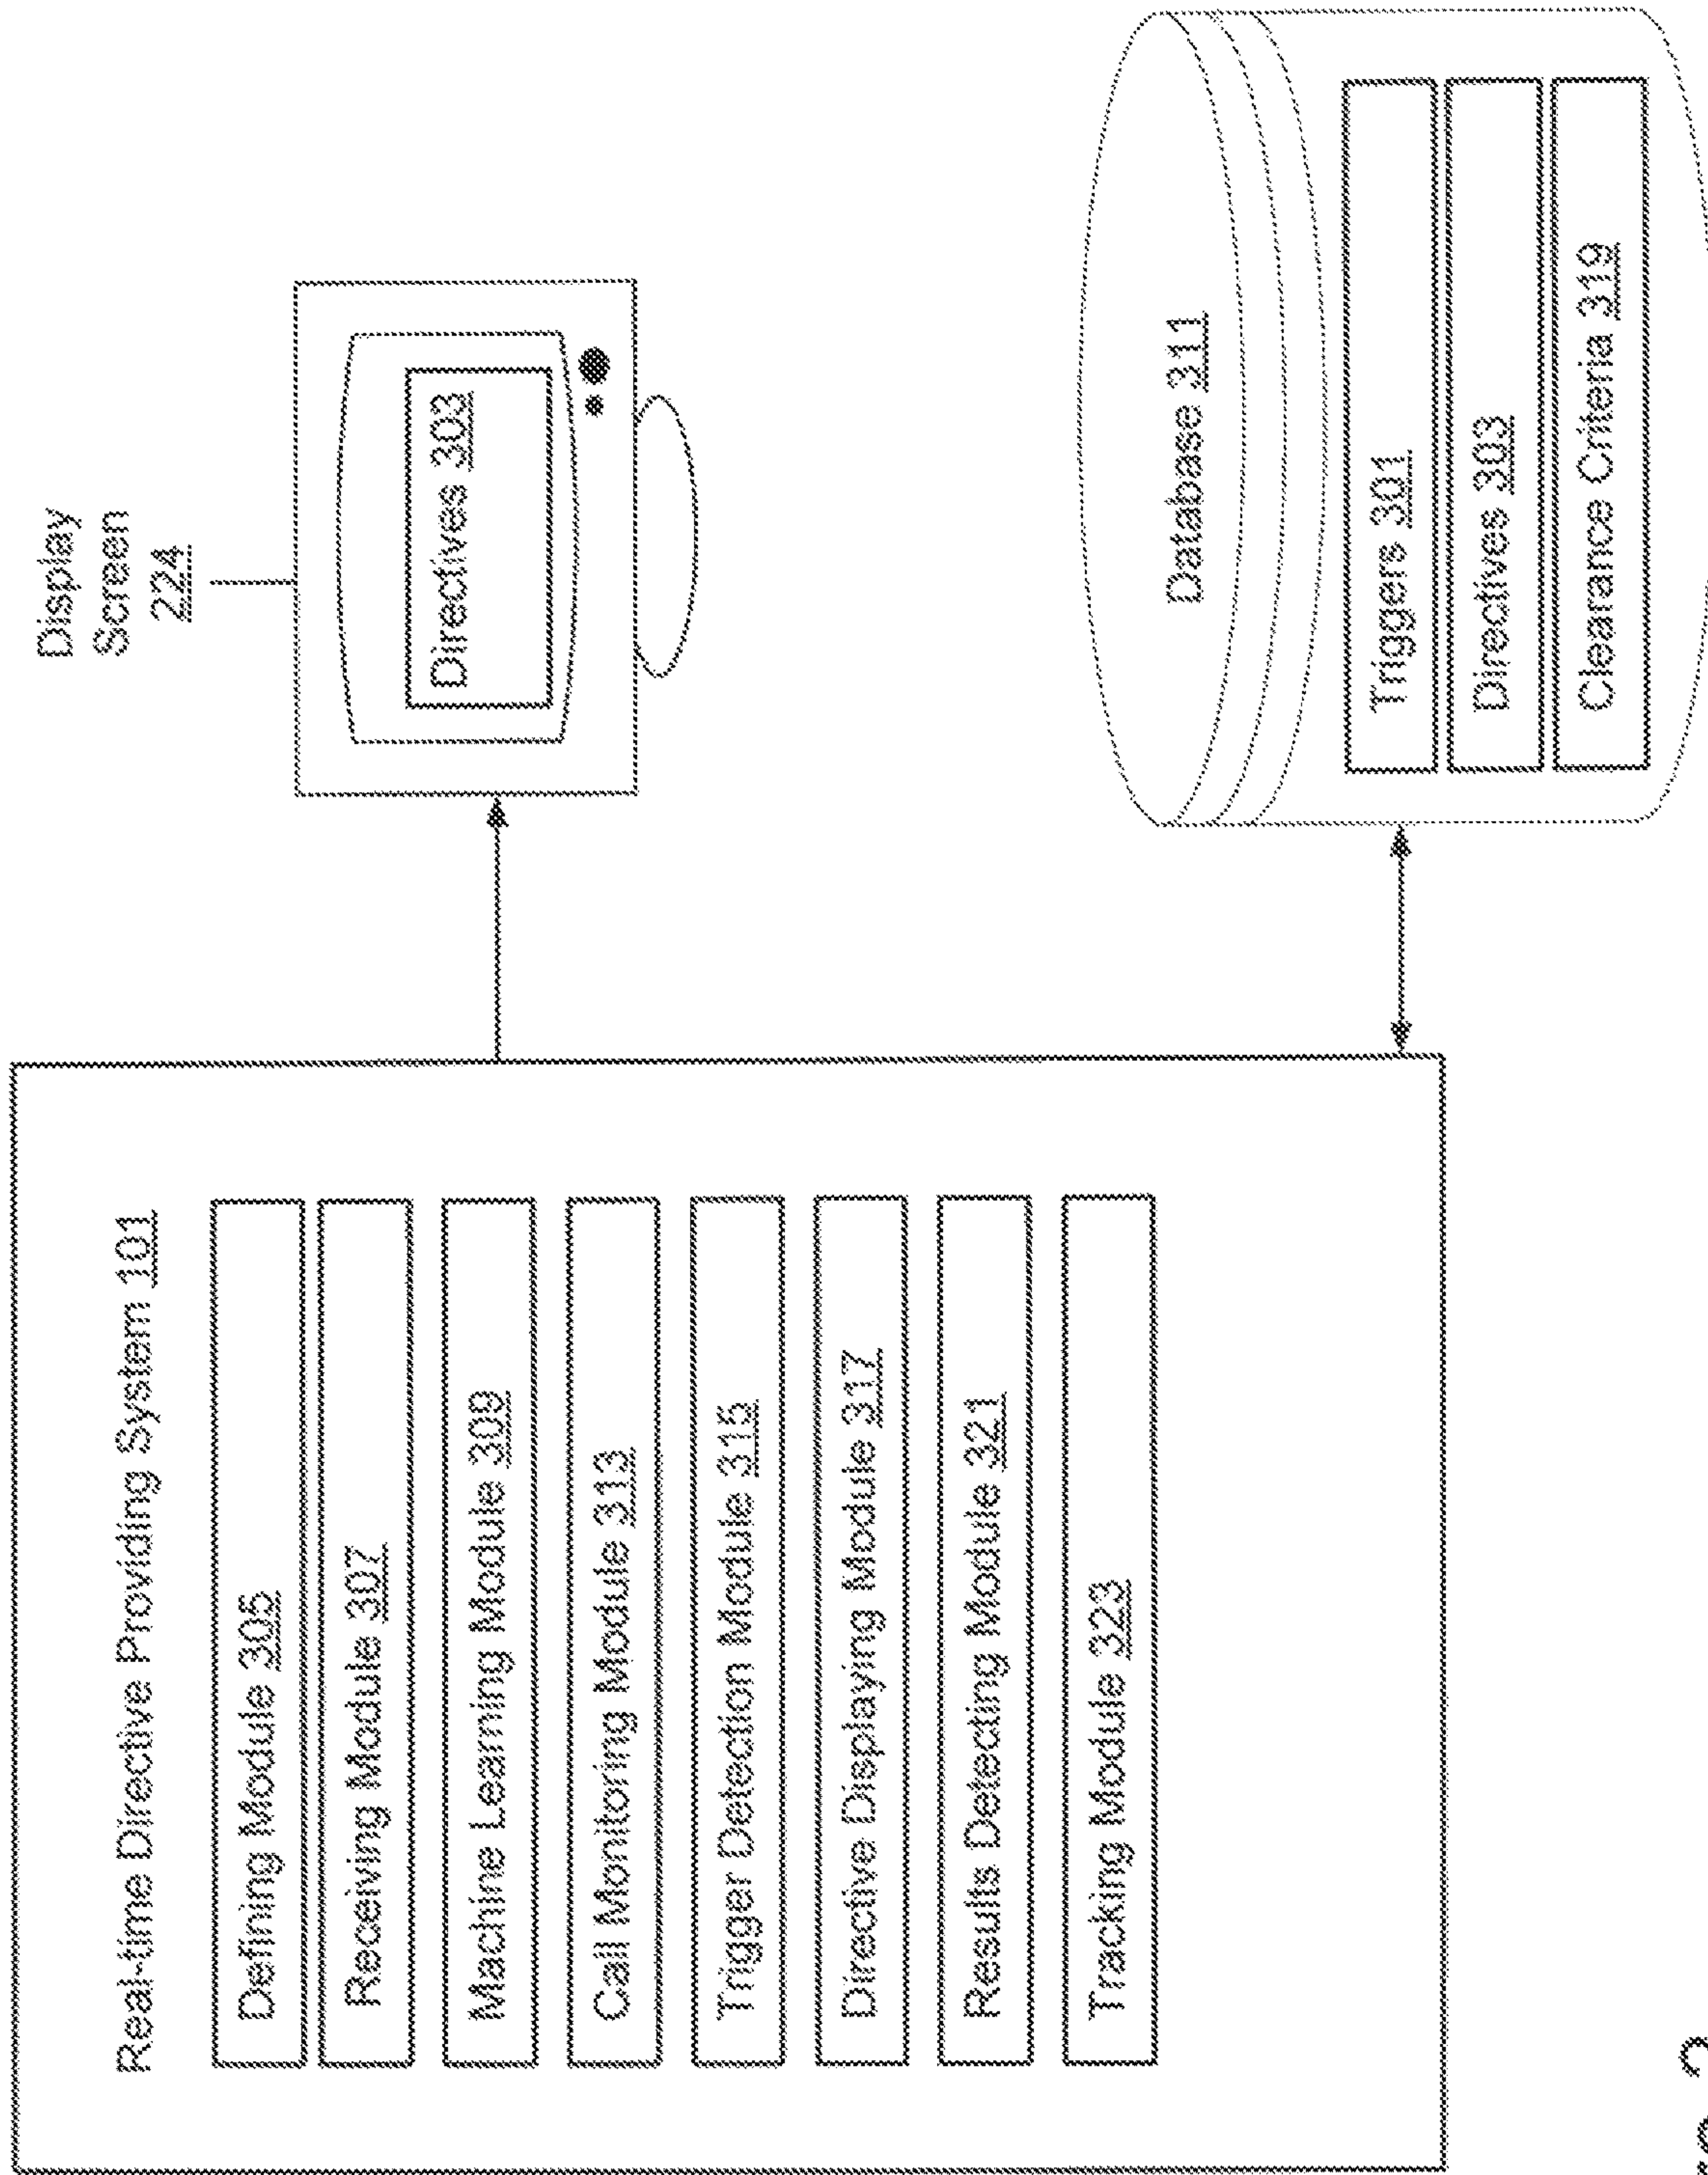 Real-time Directive Providing System 101
Defining Module 305
Receiving Module 307
Machine Learning Module 309
Call Monitoring Module 313
Trigger Detection Module 315
Directive Displaying Module 317
Results Detecting Module 321
Tracking Module 323
Display
Screen
224
Directives 303
Database 311
Triggers 301
Directives 303
Clearance Criteria 319